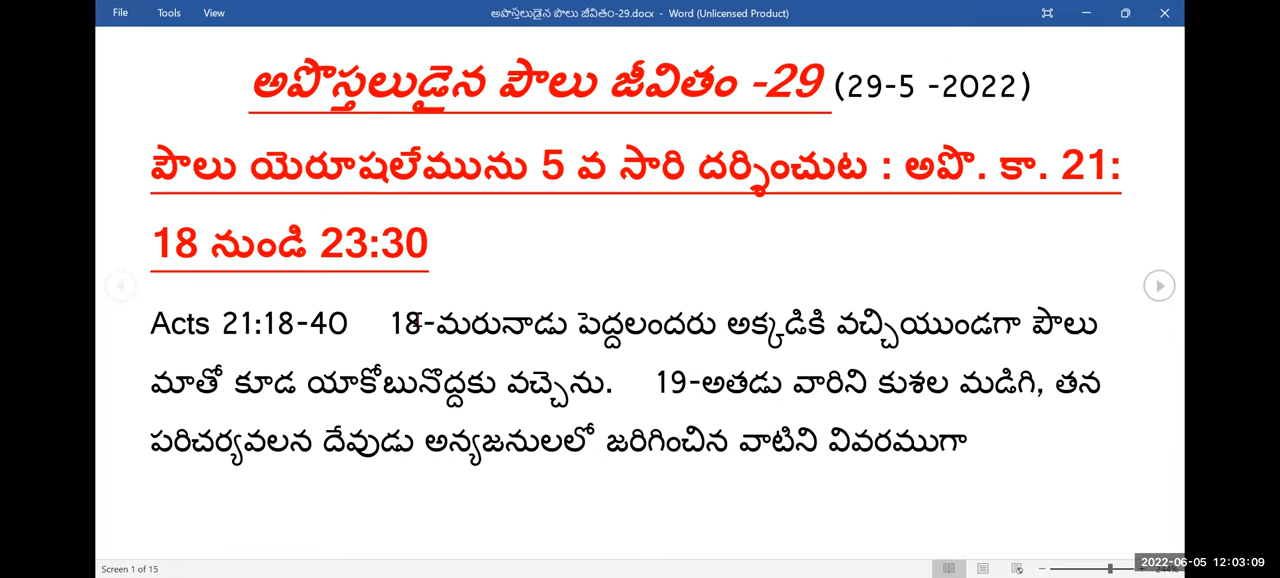 File Tools View అపొస్తలుడైన పౌలు జీవితం-29.docx - Word (Unlicensed Product)
అపొస్తలుడైన పౌలు జీవితం -29 (29-5 -2022)
పౌలు యెరూషలేమును 5 వ సారి దర్శించుట : అపొ. కా. 21:
18 నుండి 23:30
Acts 21:18-40 18-మరునాడు పెద్దలందరు అక్కడికి వచ్చియుండగా పౌలు
మాతో కూడ యాకోబునొద్దకు వచ్చెను. 19-అతడు వారిని కుశల మడిగి, తన
పరిచర్యవలన దేవుడు అన్యజనులలో జరిగించిన వాటిని వివరముగా
Screen 1 of 15
2022-06-05 12:03:09